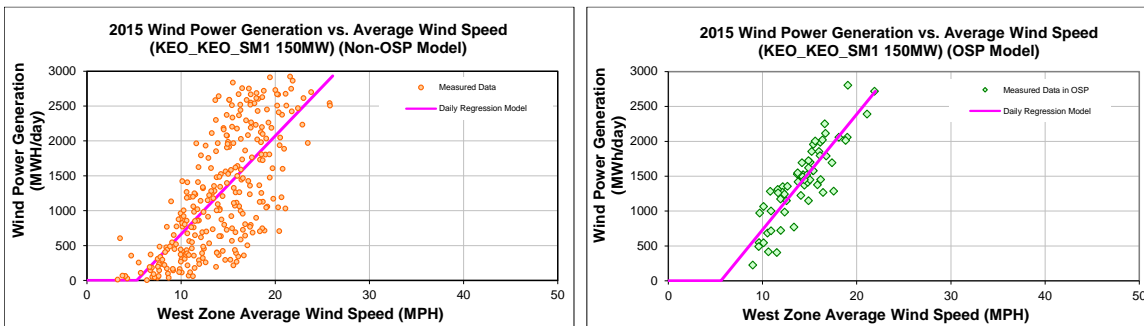 2015 Wind Power Generation vs. Average Wind Speed
(KEO_KEO_SM1 150MW) (Non-OSP Model)
Wind Power Generation
(MWH/day)
3000
2500
2000
1500
1000
500
0
0 10 20 30 40 50
Measured Data
Daily Regression Model
West Zone Average Wind Speed (MPH)
2015 Wind Power Generation vs. Average Wind Speed
(KEO_KEO_SM1 150MW) (OSP Model)
Wind Power Generation
(MWh/day)
3000
2500
2000
1500
1000
500
0
0 10 20 30 40 50
Measured Data in OSP
Daily Regression Model
West Zone Average Wind Speed (MPH)